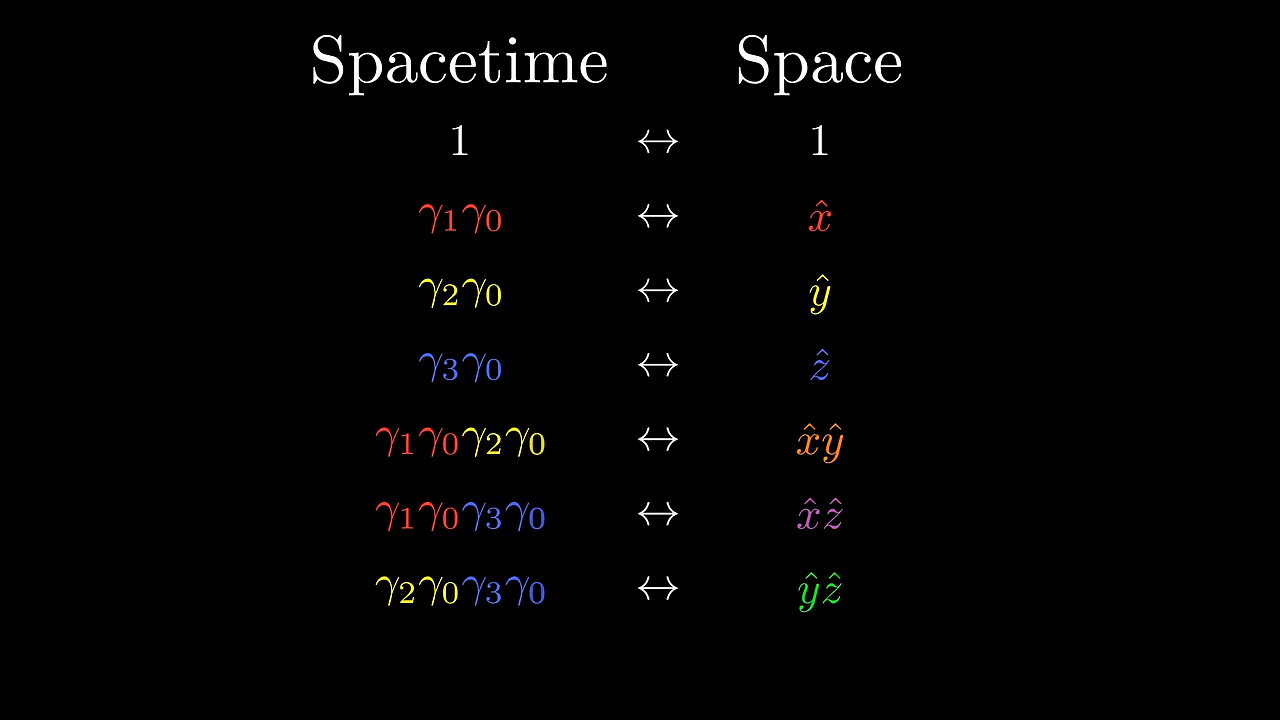 Spacetime Space
1 ↔ 1
γ₁γ₀ ↔ x̂
γ₂γ₀ ↔ ŷ
γ₃γ₀ ↔ ẑ
γ₁γ₀γ₂γ₀ ↔ x̂ŷ
γ₁γ₀γ₃γ₀ ↔ x̂ẑ
γ₂γ₀γ₃γ₀ ↔ ŷẑ